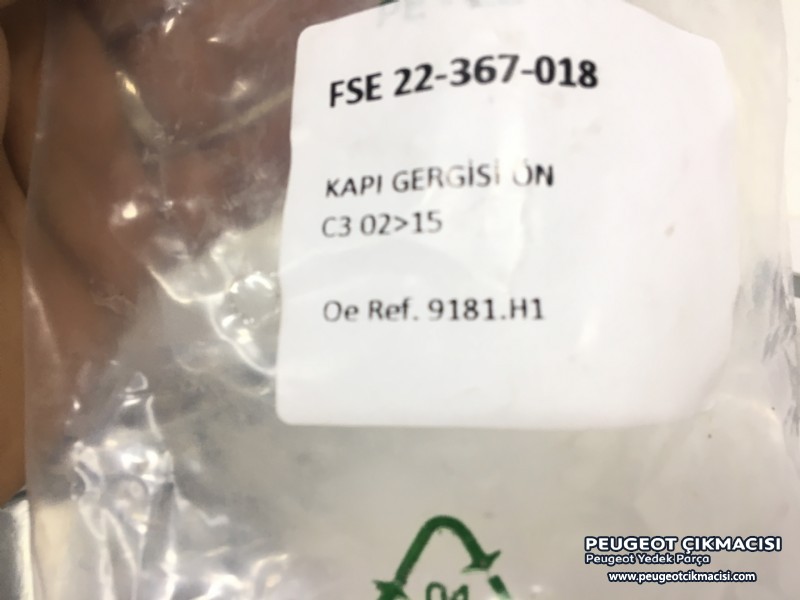 FSE 22-367-018
KAPI GERGİSİ ÖN
C3 02>15
Oe Ref. 9181.H1
04
PEUGEOT ÇIKMACISI
Peugeot Yedek Parça
www.peugeotcikmacisi.com